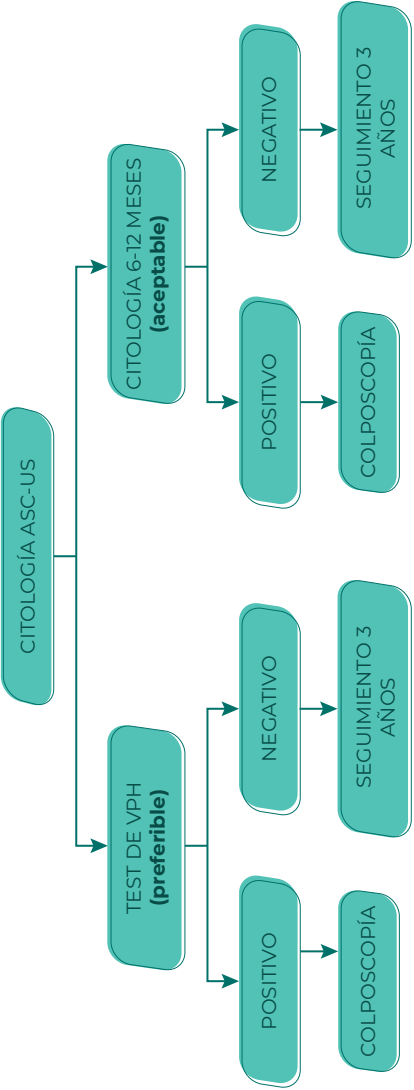 CITOLOGÍA ASC-US
TEST DE VPH
(preferible)
CITOLOGÍA 6-12 MESES
(aceptable)
POSITIVO
NEGATIVO
POSITIVO
NEGATIVO
COLPOSCOPÍA
SEGUIMIENTO 3
AÑOS
COLPOSCOPÍA
SEGUIMIENTO 3
AÑOS